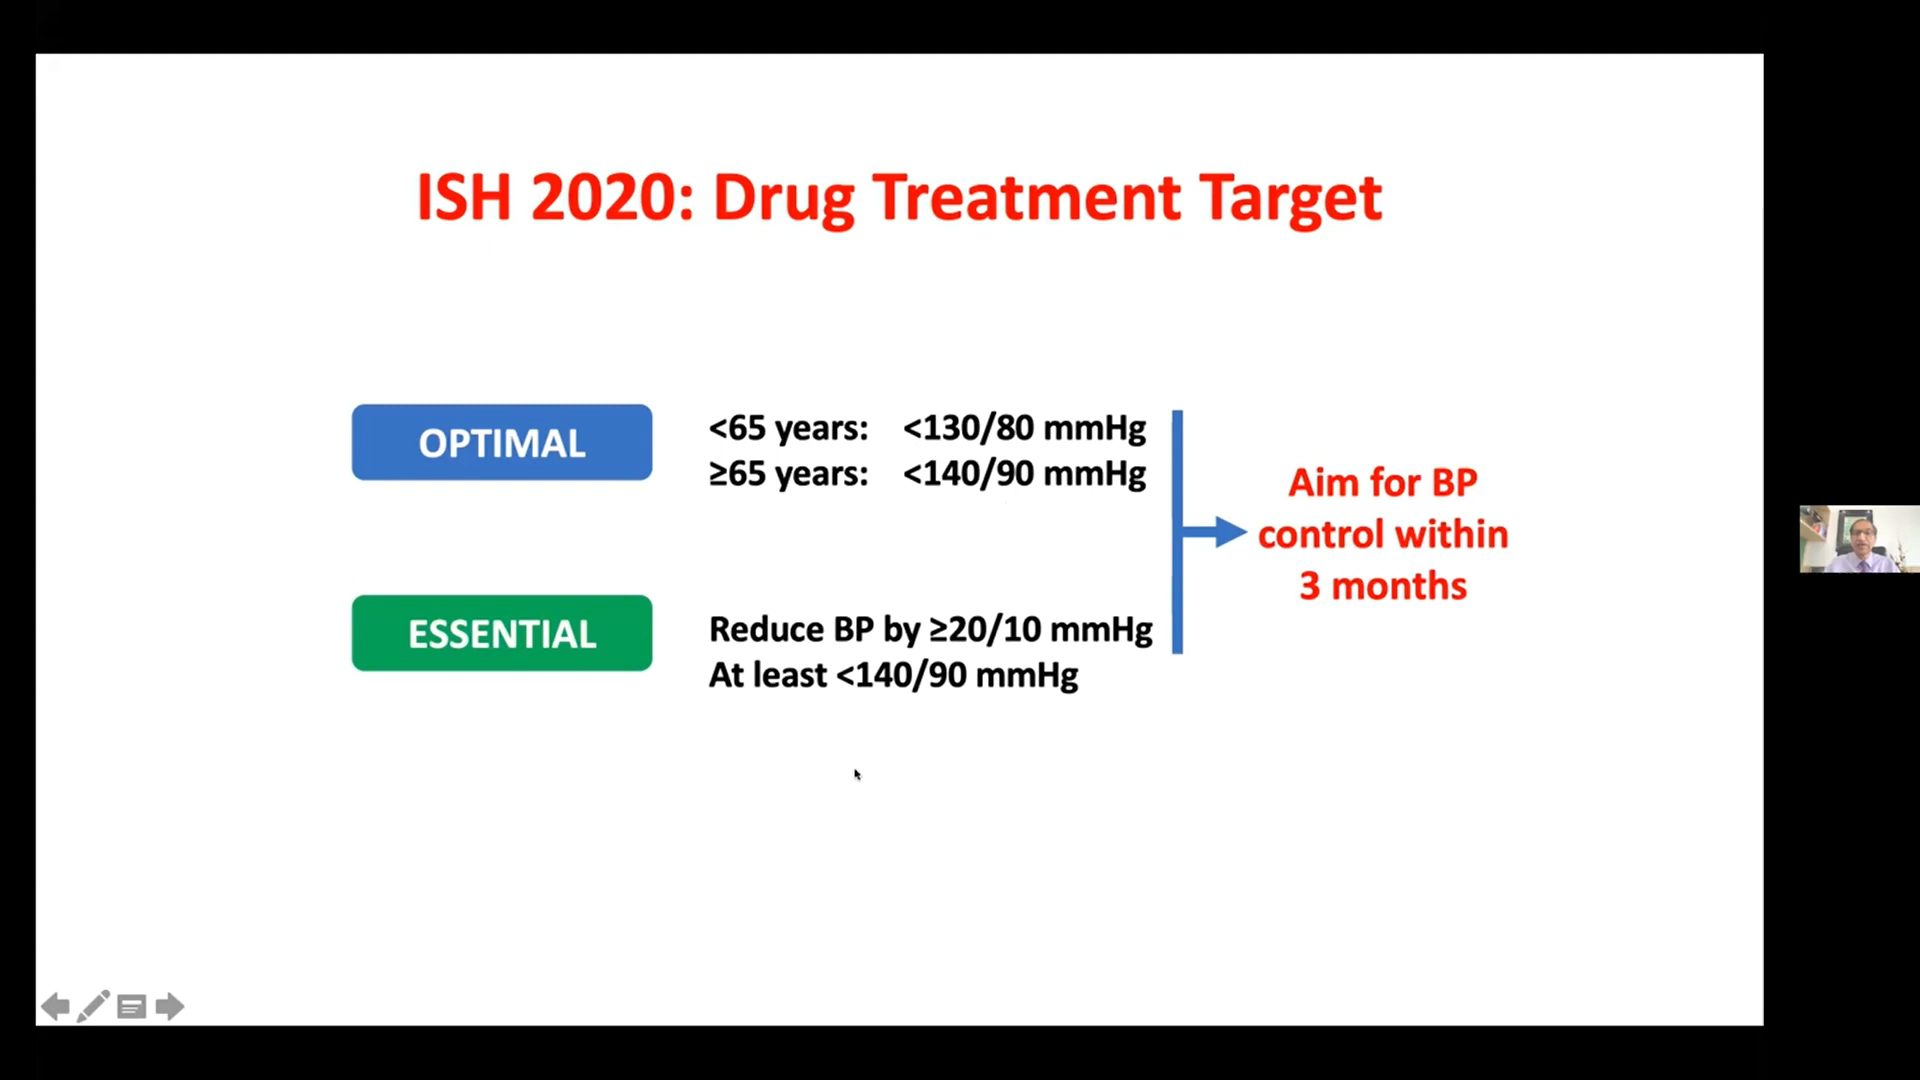 ISH 2020: Drug Treatment Target
OPTIMAL
<65 years: <130/80 mmHg
≥65 years: <140/90 mmHg
ESSENTIAL
Reduce BP by ≥20/10 mmHg
At least <140/90 mmHg
Aim for BP
control within
3 months